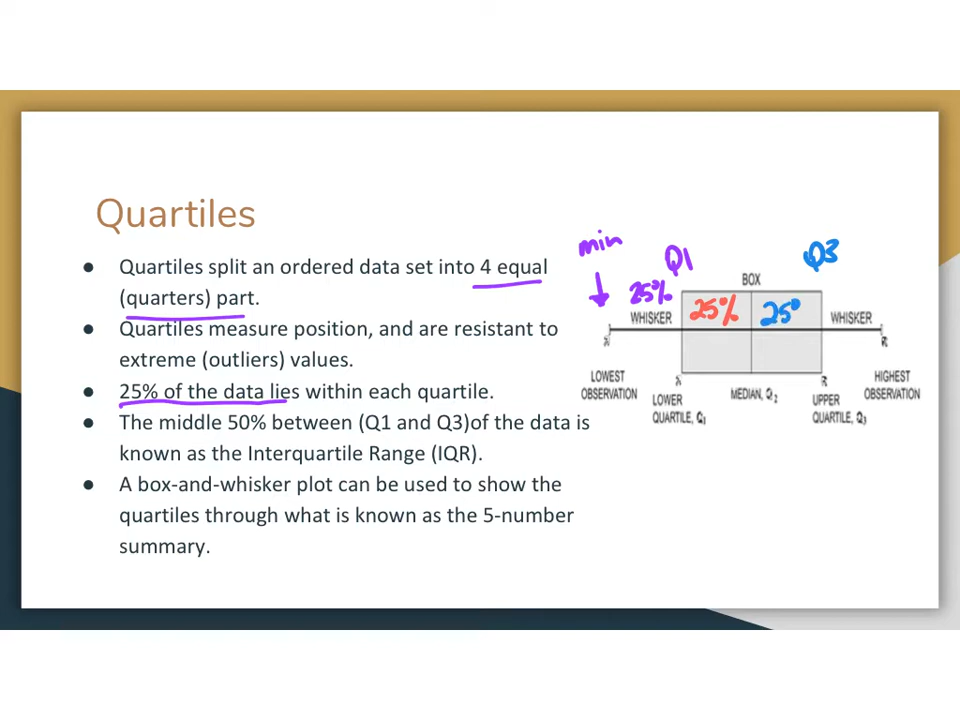 Quartiles
● Quartiles split an ordered data set into 4 equal
(quarters) part.
● Quartiles measure position, and are resistant to
extreme (outliers) values.
● 25% of the data lies within each quartile.
● The middle 50% between (Q1 and Q3)of the data is
known as the Interquartile Range (IQR).
● A box-and-whisker plot can be used to show the
quartiles through what is known as the 5-number
summary.
min
Q1
Q3
BOX
25%
25%
25%
WHISKER
WHISKER
LOWEST
OBSERVATION
LOWER
QUARTILE, Q1
MEDIAN, Q2
UPPER
QUARTILE, Q3
HIGHEST
OBSERVATION